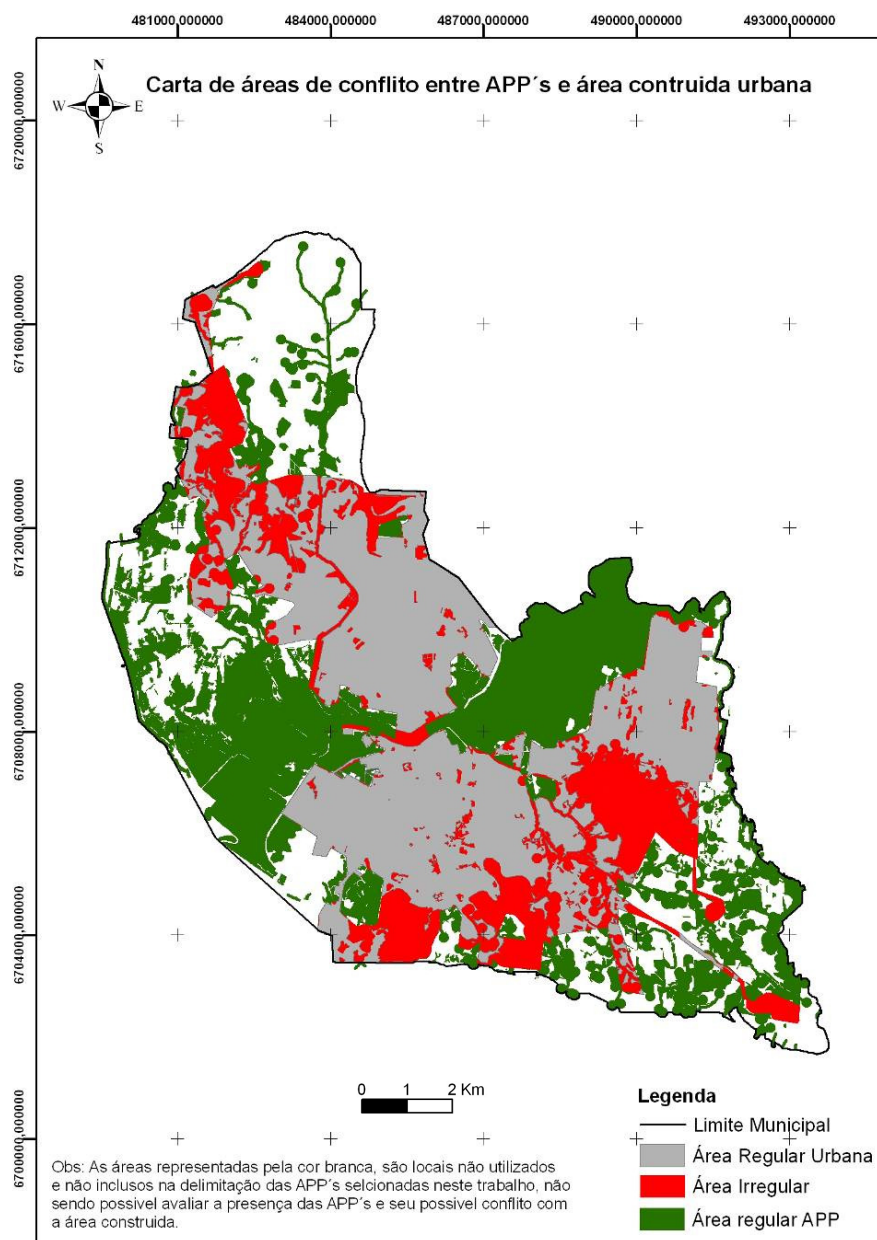 481000,000000 484000,000000 487000,000000 490000,000000 493000,000000
Carta de áreas de conflito entre APP´s e área contruida urbana
N
W E
S
6720000,000000
6716000,000000
6712000,000000
6708000,000000
6704000,000000
6700000,000000
0 1 2 Km
Legenda
Limite Municipal
Área Regular Urbana
Área Irregular
Área regular APP
Obs: As áreas representadas pela cor branca, são locais não utilizados
e não inclusos na delimitação das APP´s selcionadas neste trabalho, não
sendo possivel avaliar a presença das APP´s e seu possivel conflito com
a área construida.